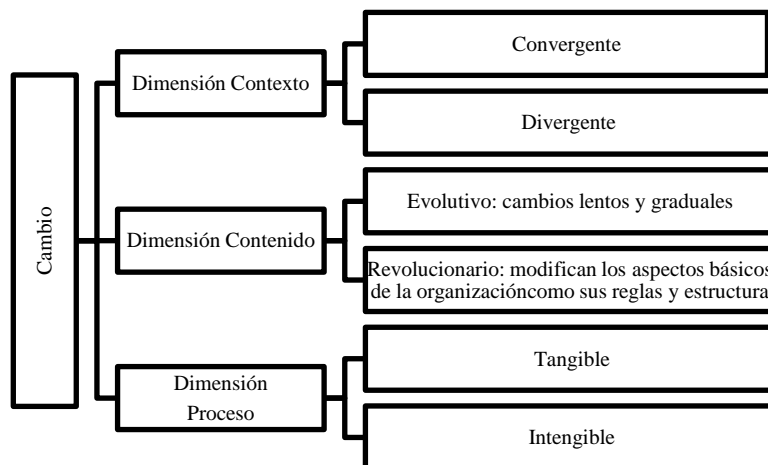 Cambio
Dimensión Contexto
Convergente
Divergente
Dimensión Contenido
Evolutivo: cambios lentos y graduales
Revolucionario: modifican los aspectos básicos
de la organizacióncomo sus reglas y estructura
Dimensión
Proceso
Tangible
Intengible